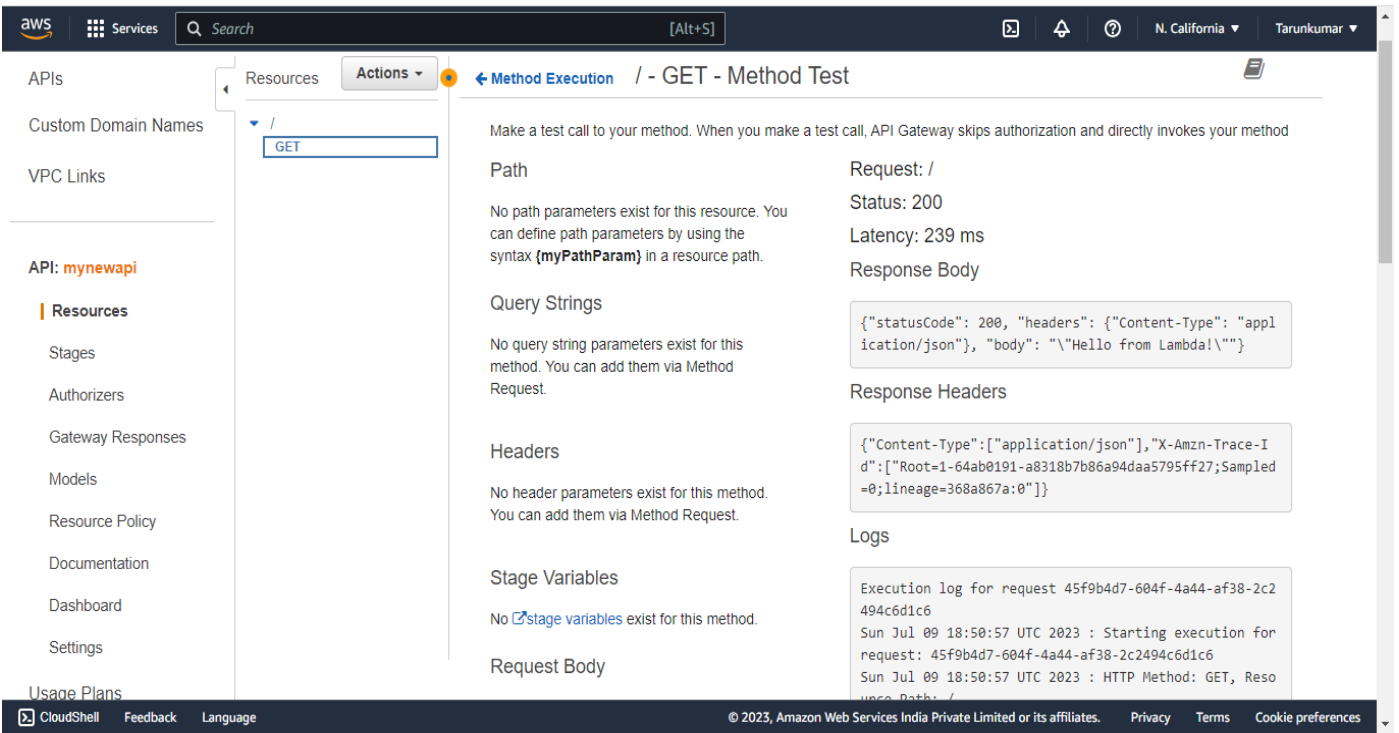 aws
Services
Search [Alt+S]
N. California ▼
Tarunkumar ▼
APIs
Custom Domain Names
VPC Links
API: mynewapi
Resources
Stages
Authorizers
Gateway Responses
Models
Resource Policy
Documentation
Dashboard
Settings
Usage Plans
Resources
Actions
/
GET
Method Execution / - GET - Method Test
Make a test call to your method. When you make a test call, API Gateway skips authorization and directly invokes your method
Path
No path parameters exist for this resource. You
can define path parameters by using the
syntax {myPathParam} in a resource path.
Query Strings
No query string parameters exist for this
method. You can add them via Method
Request.
Headers
No header parameters exist for this method.
You can add them via Method Request.
Stage Variables
No stage variables exist for this method.
Request Body
Request: /
Status: 200
Latency: 239 ms
Response Body
{"statusCode": 200, "headers": {"Content-Type": "appl
ication/json"}, "body": "\"Hello from Lambda!\""}
Response Headers
{"Content-Type":["application/json"],"X-Amzn-Trace-I
d":["Root=1-64ab0191-a8318b7b86a94daa5795ff27;Sampled
=0;lineage=368a867a:0"]}
Logs
Execution log for request 45f9b4d7-604f-4a44-af38-2c2
494c6d1c6
Sun Jul 09 18:50:57 UTC 2023 : Starting execution for
request: 45f9b4d7-604f-4a44-af38-2c2494c6d1c6
Sun Jul 09 18:50:57 UTC 2023 : HTTP Method: GET, Reso
urce Path: /
CloudShell Feedback Language
© 2023, Amazon Web Services India Private Limited or its affiliates. Privacy Terms Cookie preferences